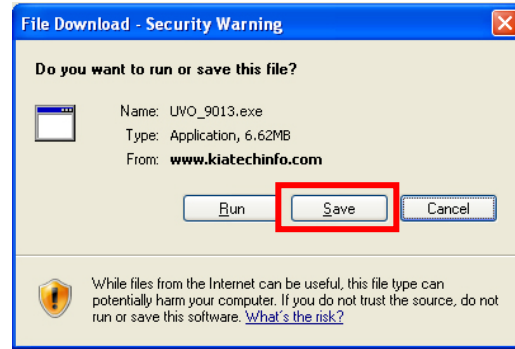 File Download - Security Warning
Do you want to run or save this file?
Name: UVO_9013.exe
Type: Application, 6.62MB
From: www.kiatechinfo.com
Run Save Cancel
While files from the Internet can be useful, this file type can
potentially harm your computer. If you do not trust the source, do not
run or save this software. What's the risk?